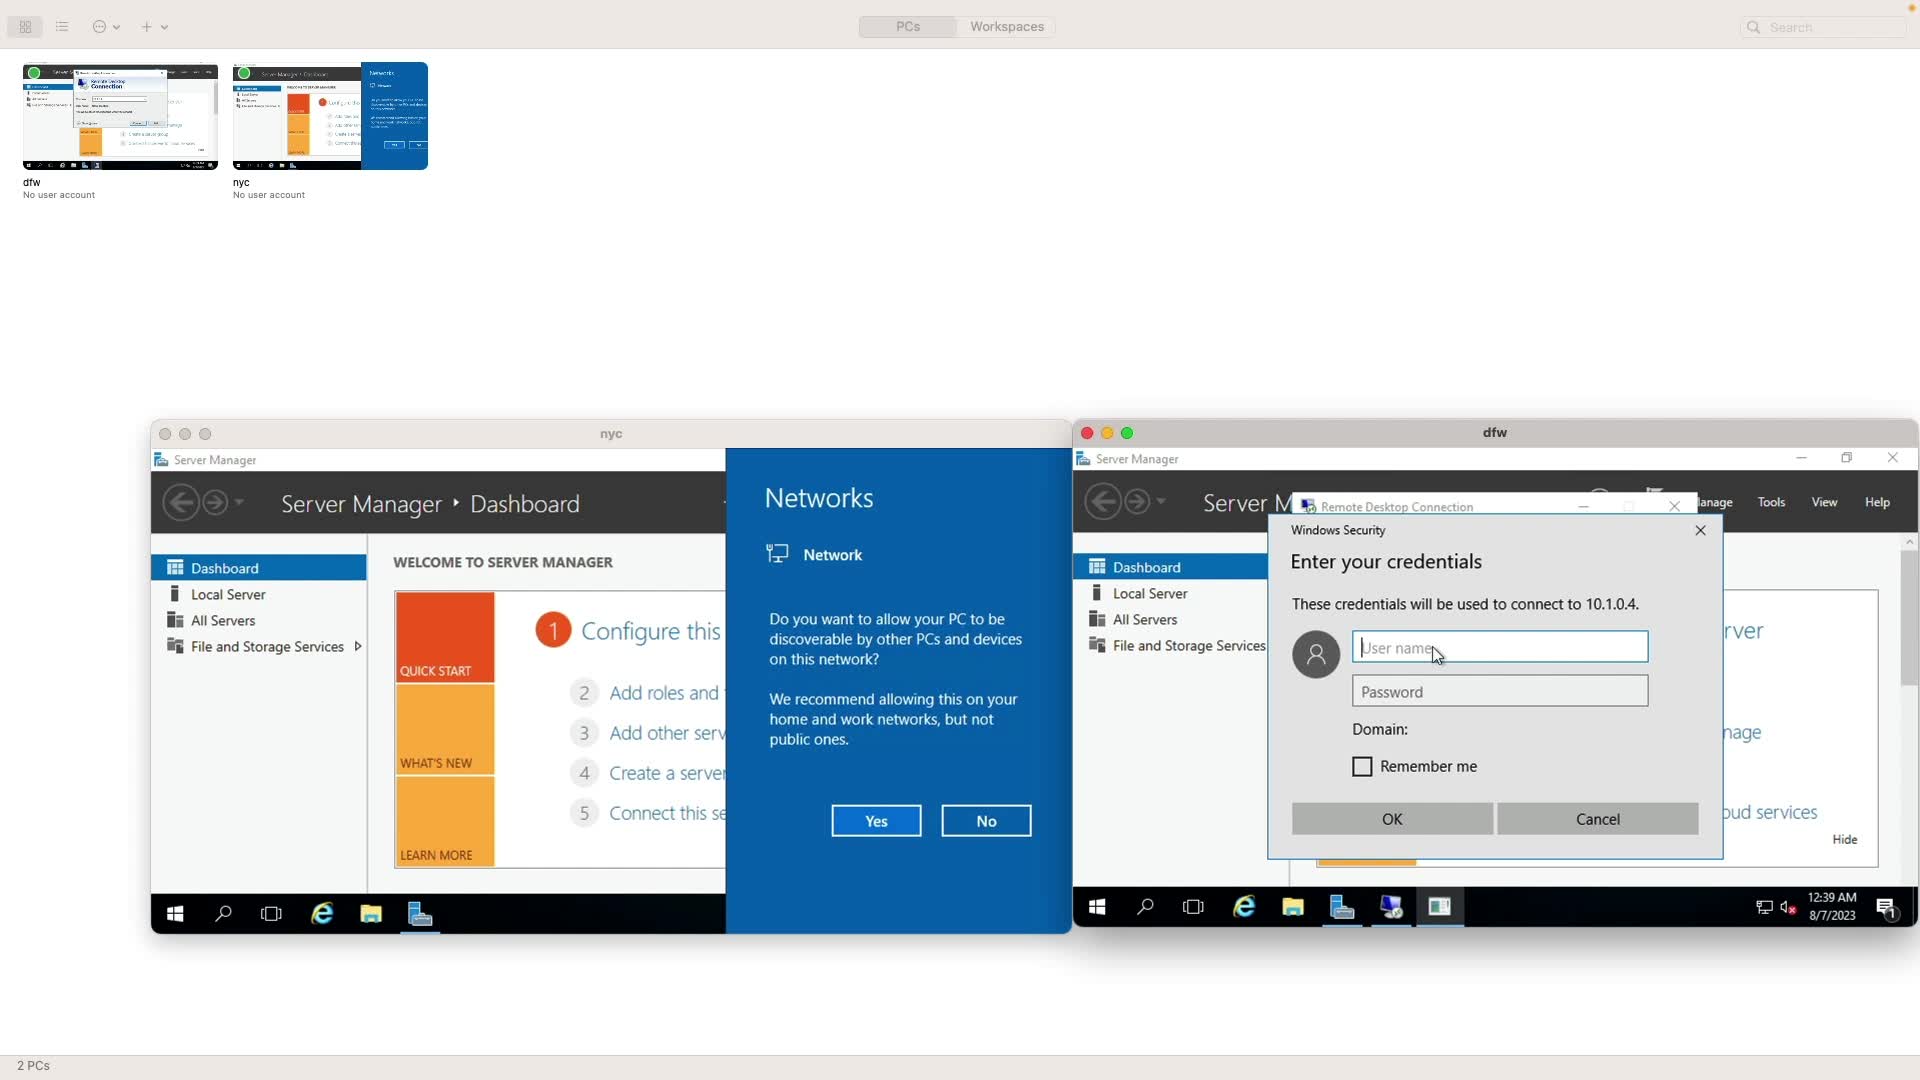 PCs
Workspaces
Search
dfw
No user account
nyc
No user account
nyc
Server Manager
Server Manager ‣ Dashboard
Dashboard
Local Server
All Servers
File and Storage Services
WELCOME TO SERVER MANAGER
QUICK START
WHAT'S NEW
LEARN MORE
1 Configure this
2 Add roles and
3 Add other serv
4 Create a server
5 Connect this se
Networks
Network
Do you want to allow your PC to be
discoverable by other PCs and devices
on this network?
We recommend allowing this on your
home and work networks, but not
public ones.
Yes
No
dfw
Server Manager
Server M
Manage
Tools
View
Help
Dashboard
Local Server
All Servers
File and Storage Services
Remote Desktop Connection
Windows Security
Enter your credentials
These credentials will be used to connect to 10.1.0.4.
User name
Password
Domain:
Remember me
OK
Cancel
rver
nage
oud services
Hide
12:39 AM
8/7/2023
1
2 PCs